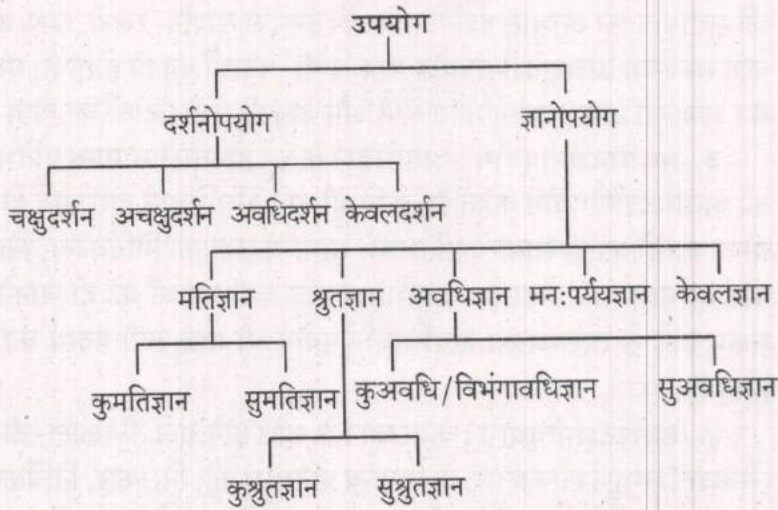 उपयोग
दर्शनोपयोग ज्ञानोपयोग
चक्षुदर्शन अचक्षुदर्शन अवधिदर्शन केवलदर्शन
मतिज्ञान श्रुतज्ञान अवधिज्ञान मन:पर्ययज्ञान केवलज्ञान
कुमतिज्ञान सुमतिज्ञान कुअवधि/विभंगावधिज्ञान सुअवधिज्ञान
कुश्रुतज्ञान सुश्रुतज्ञान